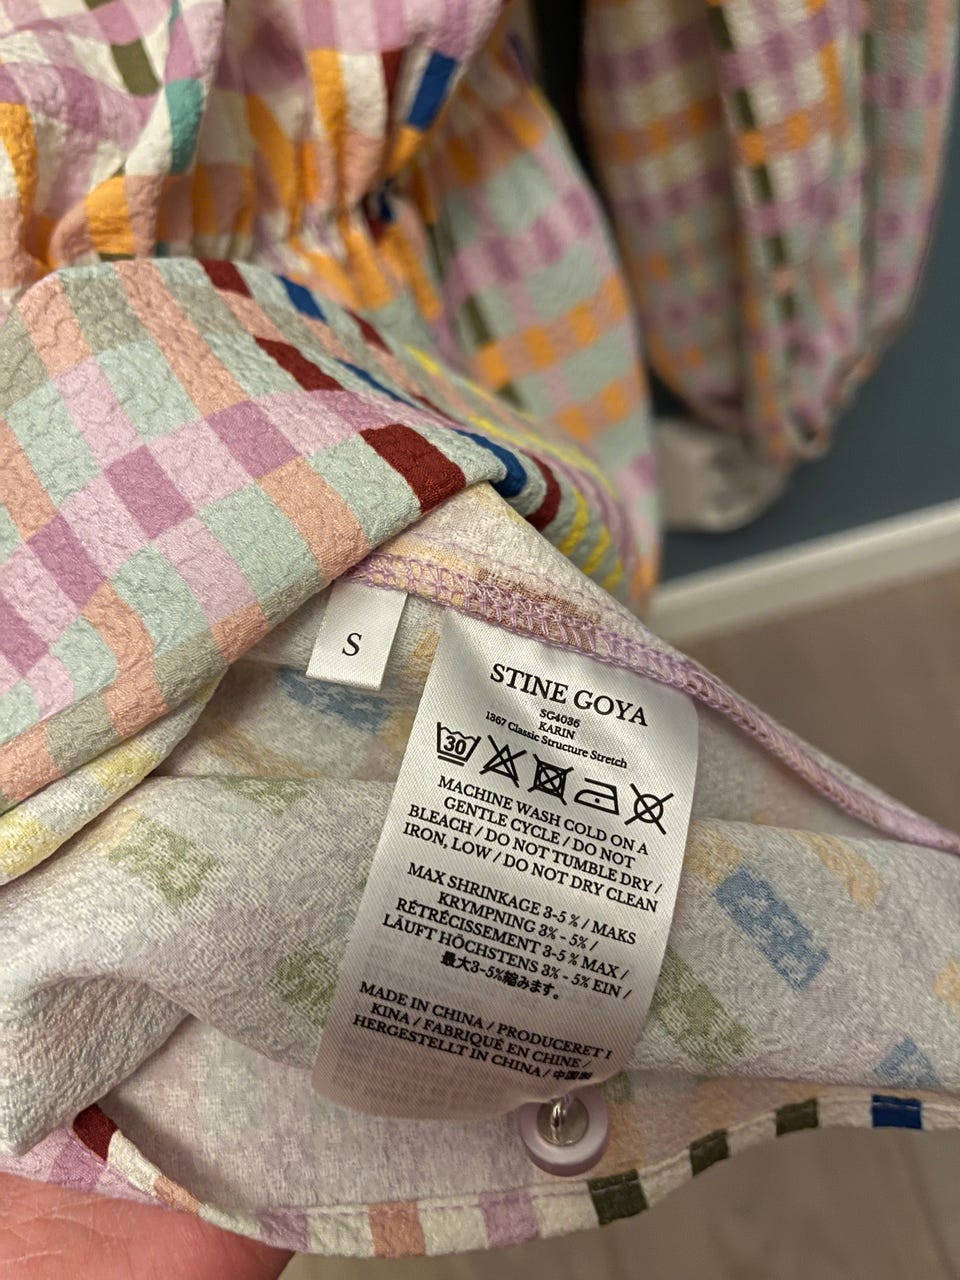 S
STINE GOYA
SG4036
KARIN
1367 Classic Structure Stretch
30
MACHINE WASH COLD ON A
GENTLE CYCLE / DO NOT
BLEACH / DO NOT TUMBLE DRY /
IRON, LOW / DO NOT DRY CLEAN
MAX SHRINKAGE 3-5 % / MAKS
KRYMPNING 3% - 5% /
RÉTRÉCISSEMENT 3-5 % MAX /
LÄUFT HÖCHSTENS 3% - 5% EIN /
最大3-5%縮みます。
MADE IN CHINA / PRODUCERET I
KINA / FABRIQUÉ EN CHINE /
HERGESTELLT IN CHINA / 中国製